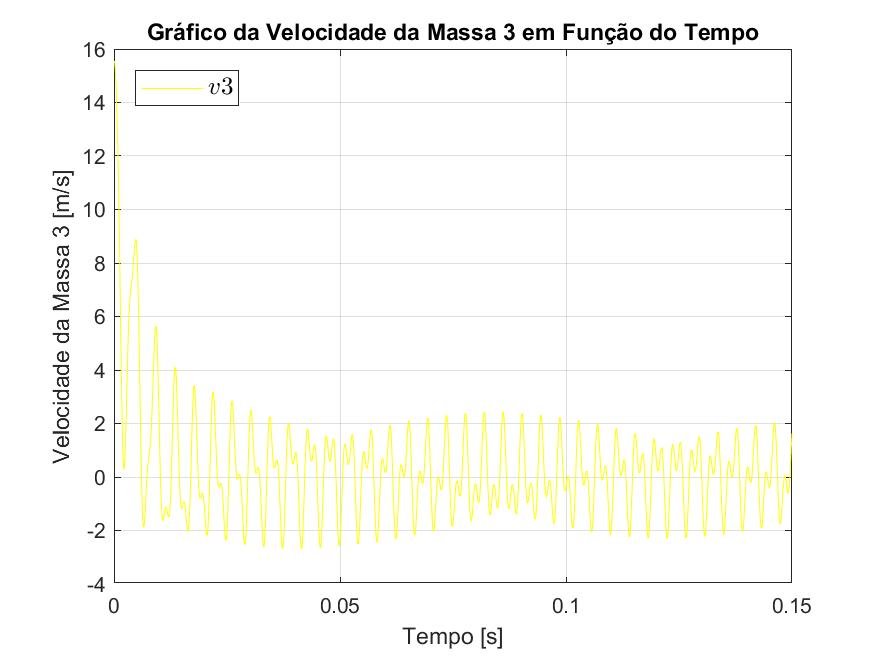 Gráfico da Velocidade da Massa 3 em Função do Tempo
v3
Velocidade da Massa 3 [m/s]
16
14
12
10
8
6
4
2
0
-2
-4
0 0.05 0.1 0.15
Tempo [s]